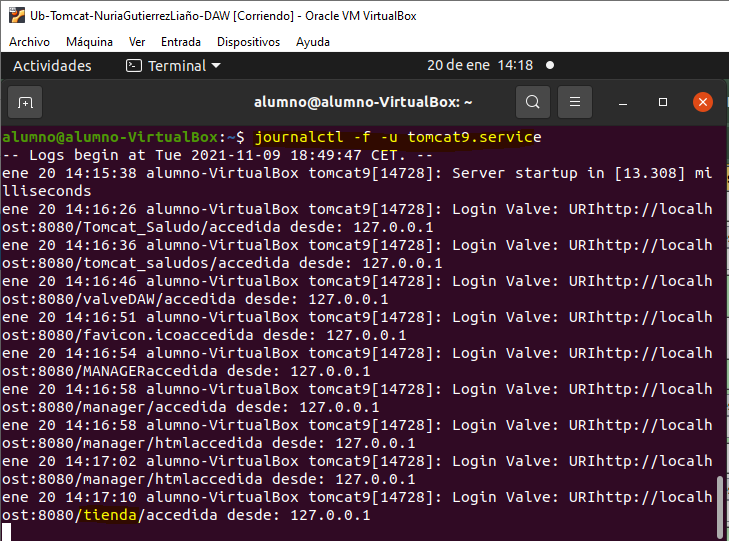 Ub-Tomcat-NuriaGutierrezLiaño-DAW [Corriendo] - Oracle VM VirtualBox
Archivo Máquina Ver Entrada Dispositivos Ayuda
Actividades Terminal 20 de ene 14:18
alumno@alumno-VirtualBox: ~
alumno@alumno-VirtualBox:~$ journalctl -f -u tomcat9.service
-- Logs begin at Tue 2021-11-09 18:49:47 CET. --
ene 20 14:15:38 alumno-VirtualBox tomcat9[14728]: Server startup in [13.308] mi
lliseconds
ene 20 14:16:26 alumno-VirtualBox tomcat9[14728]: Login Valve: URIhttp://localh
ost:8080/Tomcat_Saludo/accedida desde: 127.0.0.1
ene 20 14:16:36 alumno-VirtualBox tomcat9[14728]: Login Valve: URIhttp://localh
ost:8080/tomcat_saludos/accedida desde: 127.0.0.1
ene 20 14:16:46 alumno-VirtualBox tomcat9[14728]: Login Valve: URIhttp://localh
ost:8080/valveDAW/accedida desde: 127.0.0.1
ene 20 14:16:51 alumno-VirtualBox tomcat9[14728]: Login Valve: URIhttp://localh
ost:8080/favicon.icoaccedida desde: 127.0.0.1
ene 20 14:16:54 alumno-VirtualBox tomcat9[14728]: Login Valve: URIhttp://localh
ost:8080/MANAGERaccedida desde: 127.0.0.1
ene 20 14:16:58 alumno-VirtualBox tomcat9[14728]: Login Valve: URIhttp://localh
ost:8080/manager/accedida desde: 127.0.0.1
ene 20 14:16:58 alumno-VirtualBox tomcat9[14728]: Login Valve: URIhttp://localh
ost:8080/manager/htmlaccedida desde: 127.0.0.1
ene 20 14:17:02 alumno-VirtualBox tomcat9[14728]: Login Valve: URIhttp://localh
ost:8080/manager/htmlaccedida desde: 127.0.0.1
ene 20 14:17:10 alumno-VirtualBox tomcat9[14728]: Login Valve: URIhttp://localh
ost:8080/tienda/accedida desde: 127.0.0.1